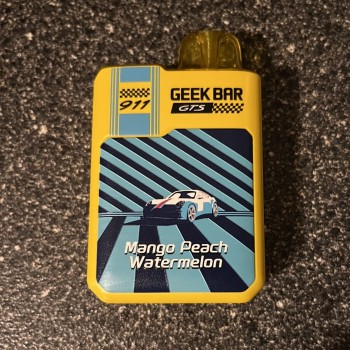 911
GEEK BAR
GTS
Mango Peach
Watermelon